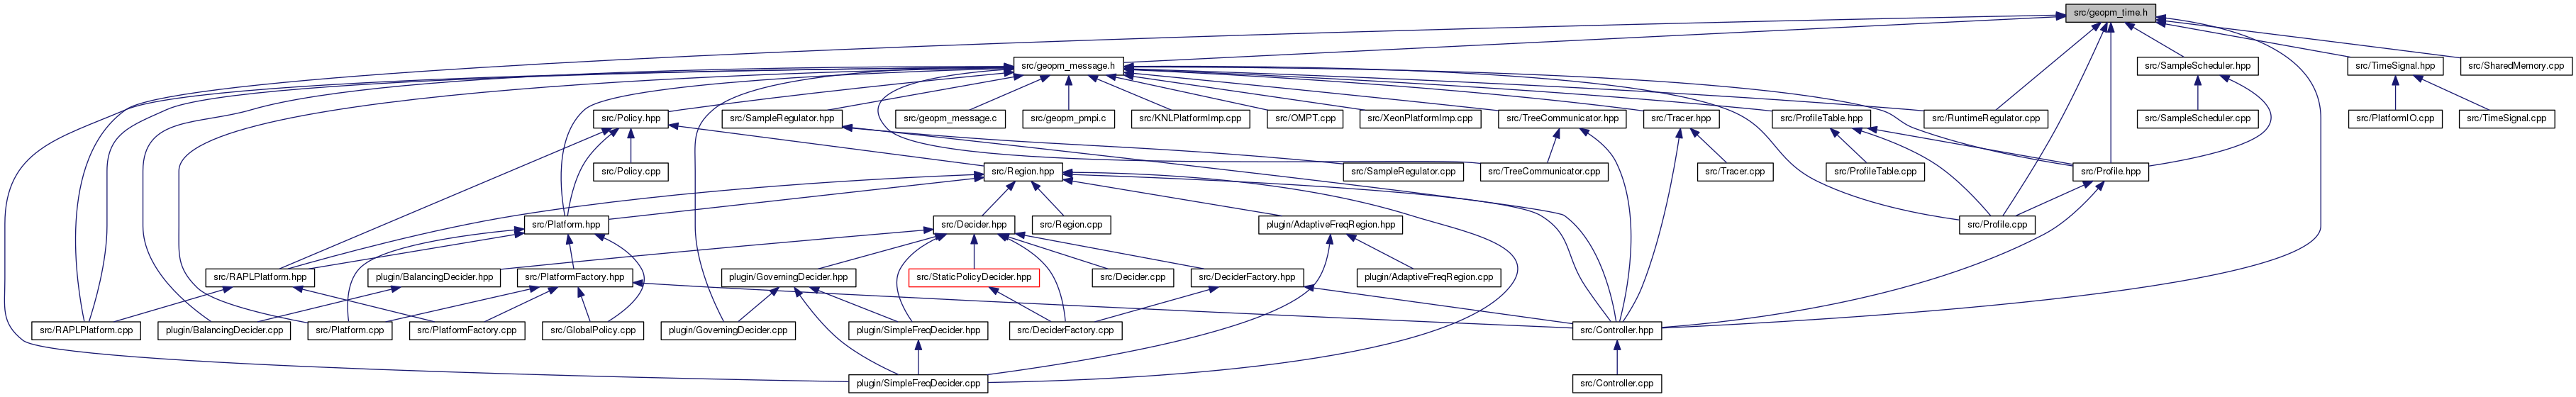 src/geopm_time.h
src/geopm_message.h
src/SampleScheduler.hpp
src/TimeSignal.hpp
src/SharedMemory.cpp
src/Policy.hpp
src/SampleRegulator.hpp
src/geopm_message.c
src/geopm_pmpi.c
src/KNLPlatformImp.cpp
src/OMPT.cpp
src/XeonPlatformImp.cpp
src/TreeCommunicator.hpp
src/Tracer.hpp
src/ProfileTable.hpp
src/RuntimeRegulator.cpp
src/SampleScheduler.cpp
src/PlatformIO.cpp
src/TimeSignal.cpp
src/Policy.cpp
src/Region.hpp
src/SampleRegulator.cpp
src/TreeCommunicator.cpp
src/Tracer.cpp
src/ProfileTable.cpp
src/Profile.hpp
src/Platform.hpp
src/Decider.hpp
src/Region.cpp
plugin/AdaptiveFreqRegion.hpp
src/Profile.cpp
src/RAPLPlatform.hpp
plugin/BalancingDecider.hpp
src/PlatformFactory.hpp
plugin/GoverningDecider.hpp
src/StaticPolicyDecider.hpp
src/Decider.cpp
src/DeciderFactory.hpp
plugin/AdaptiveFreqRegion.cpp
src/RAPLPlatform.cpp
plugin/BalancingDecider.cpp
src/Platform.cpp
src/PlatformFactory.cpp
src/GlobalPolicy.cpp
plugin/GoverningDecider.cpp
plugin/SimpleFreqDecider.hpp
src/DeciderFactory.cpp
src/Controller.hpp
plugin/SimpleFreqDecider.cpp
src/Controller.cpp